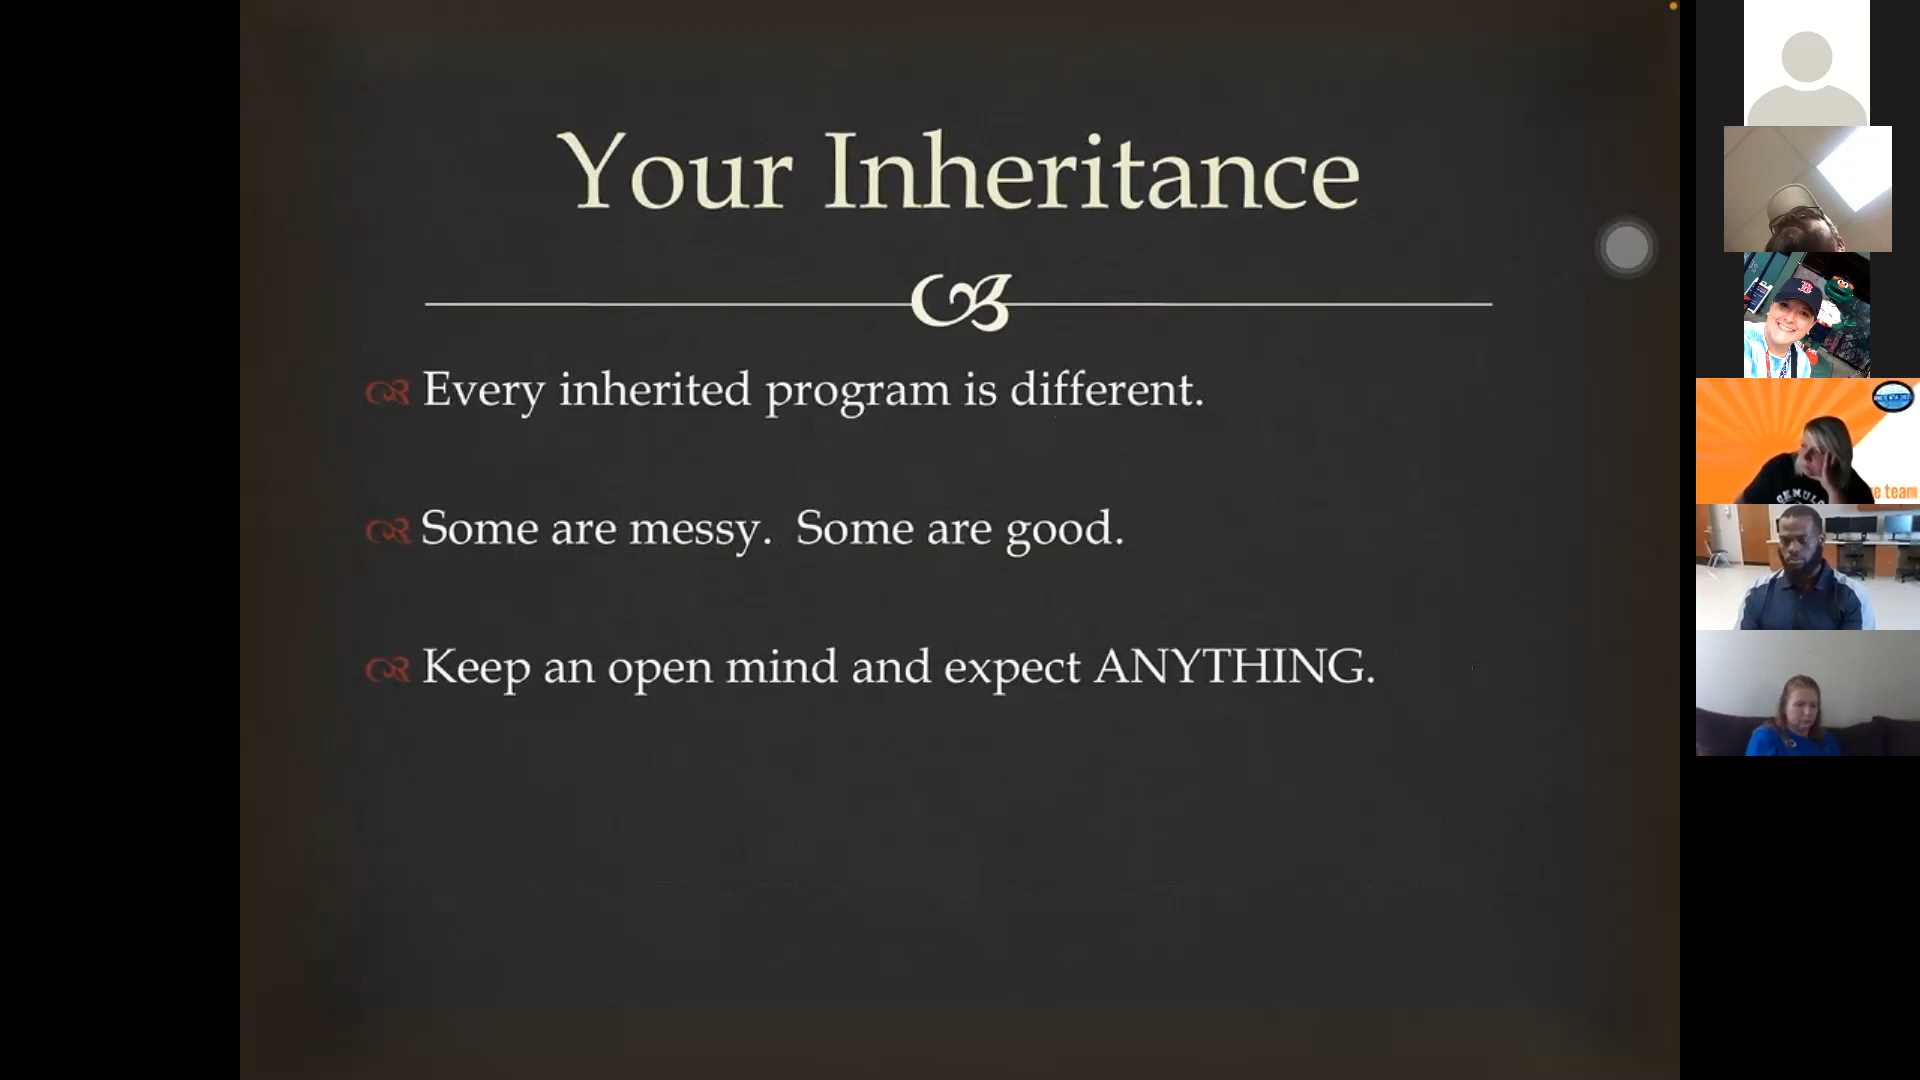 Your Inheritance
Every inherited program is different.
Some are messy.  Some are good.
Keep an open mind and expect ANYTHING.
B
e team